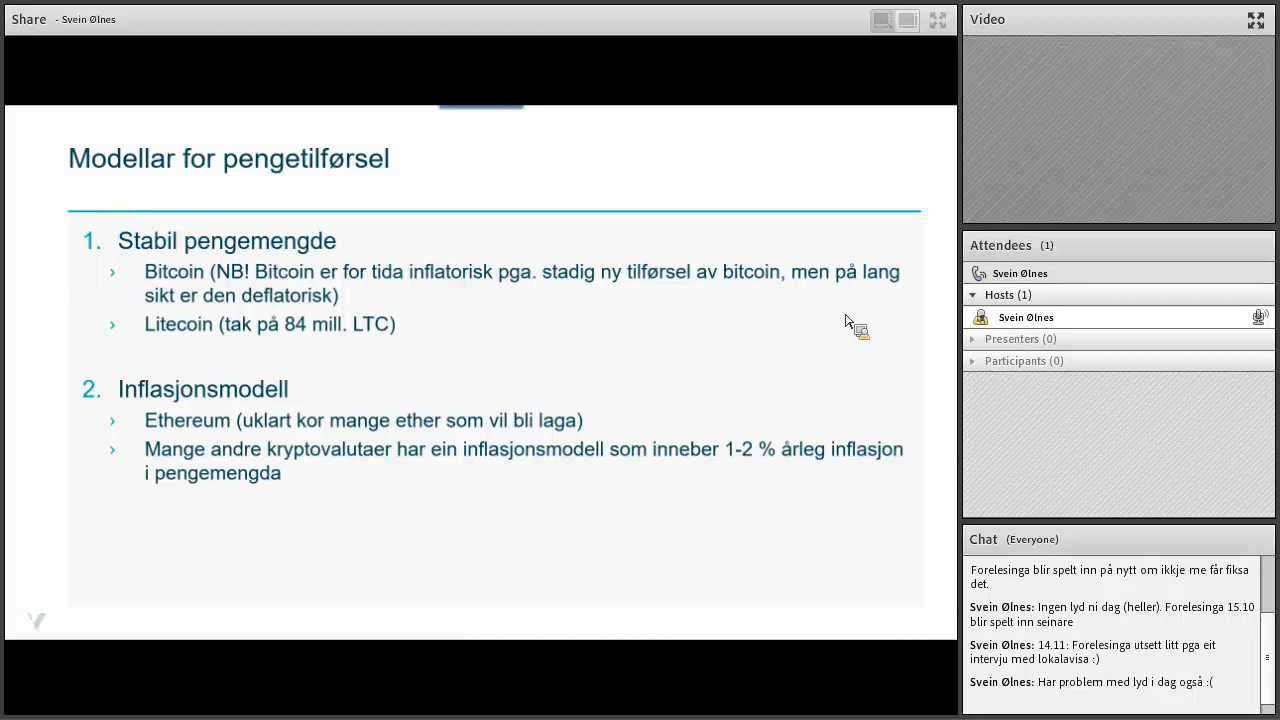 Share - Svein Ølnes
Modellar for pengetilførsel
1. Stabil pengemengde
› Bitcoin (NB! Bitcoin er for tida inflatorisk pga. stadig ny tilførsel av bitcoin, men på lang
sikt er den deflatorisk)
› Litecoin (tak på 84 mill. LTC)
2. Inflasjonsmodell
› Ethereum (uklart kor mange ether som vil bli laga)
› Mange andre kryptovalutaer har ein inflasjonsmodell som inneber 1-2 % årleg inflasjon
i pengemengda
Video
Attendees (1)
Svein Ølnes
Hosts (1)
Svein Ølnes
Presenters (0)
Participants (0)
Chat (Everyone)
Forelesinga blir spelt inn på nytt om ikkje me får fiksa
det.
Svein Ølnes: Ingen lyd ni dag (heller). Forelesinga 15.10
blir spelt inn seinare
Svein Ølnes: 14.11: Forelesinga utsett litt pga eit
intervju med lokalavisa :)
Svein Ølnes: Har problem med lyd i dag også :(